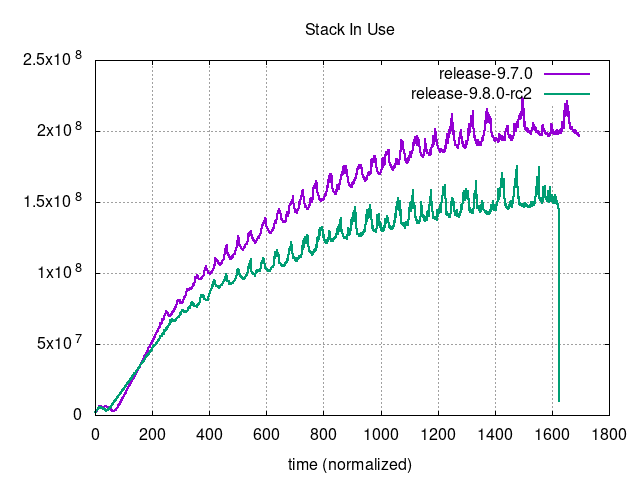 Stack In Use
release-9.7.0
release-9.8.0-rc2
2.5x10^8
2x10^8
1.5x10^8
1x10^8
5x10^7
0
0 200 400 600 800 1000 1200 1400 1600 1800
time (normalized)